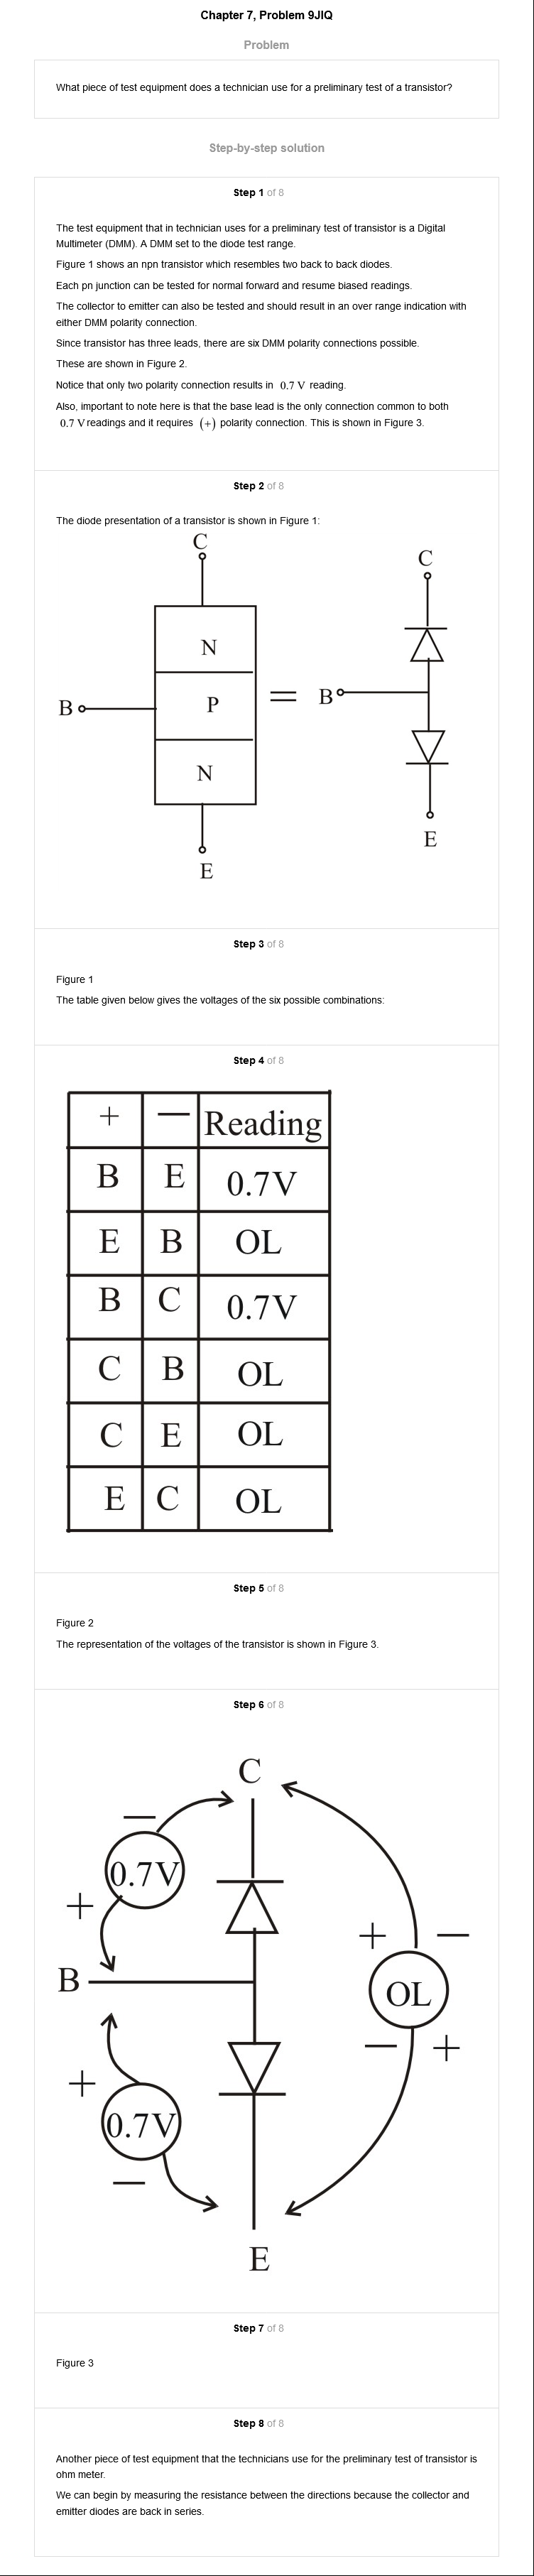 Chapter 7, Problem 9JIQ
Problem
What piece of test equipment does a technician use for a preliminary test of a transistor?
Step-by-step solution
Step 1 of 8
The test equipment that in technician uses for a preliminary test of transistor is a Digital
Multimeter (DMM). A DMM set to the diode test range.
Figure 1 shows an npn transistor which resembles two back to back diodes.
Each pn junction can be tested for normal forward and resume biased readings.
The collector to emitter can also be tested and should result in an over range indication with
either DMM polarity connection.
Since transistor has three leads, there are six DMM polarity connections possible.
These are shown in Figure 2.
Notice that only two polarity connection results in 0.7 V reading.
Also, important to note here is that the base lead is the only connection common to both
0.7 V readings and it requires (+) polarity connection. This is shown in Figure 3.
Step 2 of 8
The diode presentation of a transistor is shown in Figure 1:
C
C
N
B
P
=
B
N
E
E
Step 3 of 8
Figure 1
The table given below gives the voltages of the six possible combinations:
Step 4 of 8
+ — Reading
B E 0.7V
E B OL
B C 0.7V
C B OL
C E OL
E C OL
Step 5 of 8
Figure 2
The representation of the voltages of the transistor is shown in Figure 3.
Step 6 of 8
C
—
0.7V
+
+ —
B
OL
— +
+
0.7V
—
E
Step 7 of 8
Figure 3
Step 8 of 8
Another piece of test equipment that the technicians use for the preliminary test of transistor is
ohm meter.
We can begin by measuring the resistance between the directions because the collector and
emitter diodes are back in series.